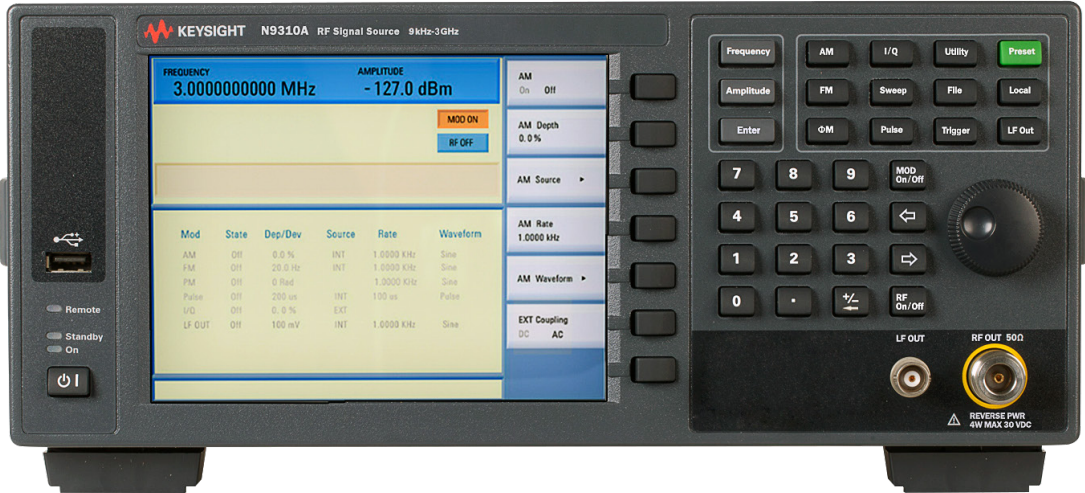 KEYSIGHT N9310A RF Signal Source 9kHz-3GHz
FREQUENCY AMPLITUDE
3.0000000000 MHz -127.0 dBm
MOD ON
RF OFF
Mod State Dep/Dev Source Rate Waveform
AM Off 0.0 % INT 1.0000 KHz Sine
FM Off 20.0 Hz INT 1.0000 KHz Sine
PM Off 0 Rad 1.0000 KHz Sine
Pulse Off 200 us INT 100 us Pulse
I/Q Off 0.0 % EXT
LF OUT Off 100 mV INT 1.0000 KHz Sine
AM
On Off
AM Depth
0.0 %
AM Source
AM Rate
1.0000 kHz
AM Waveform
EXT Coupling
DC AC
Remote
Standby
On
Frequency AM I/Q Utility Preset
Amplitude FM Sweep File Local
Enter ΦM Pulse Trigger LF Out
7 8 9 MOD
On/Off
4 5 6
1 2 3
0 . +/- RF
On/Off
LF OUT RF OUT 50Ω
REVERSE PWR
4W MAX 30 VDC